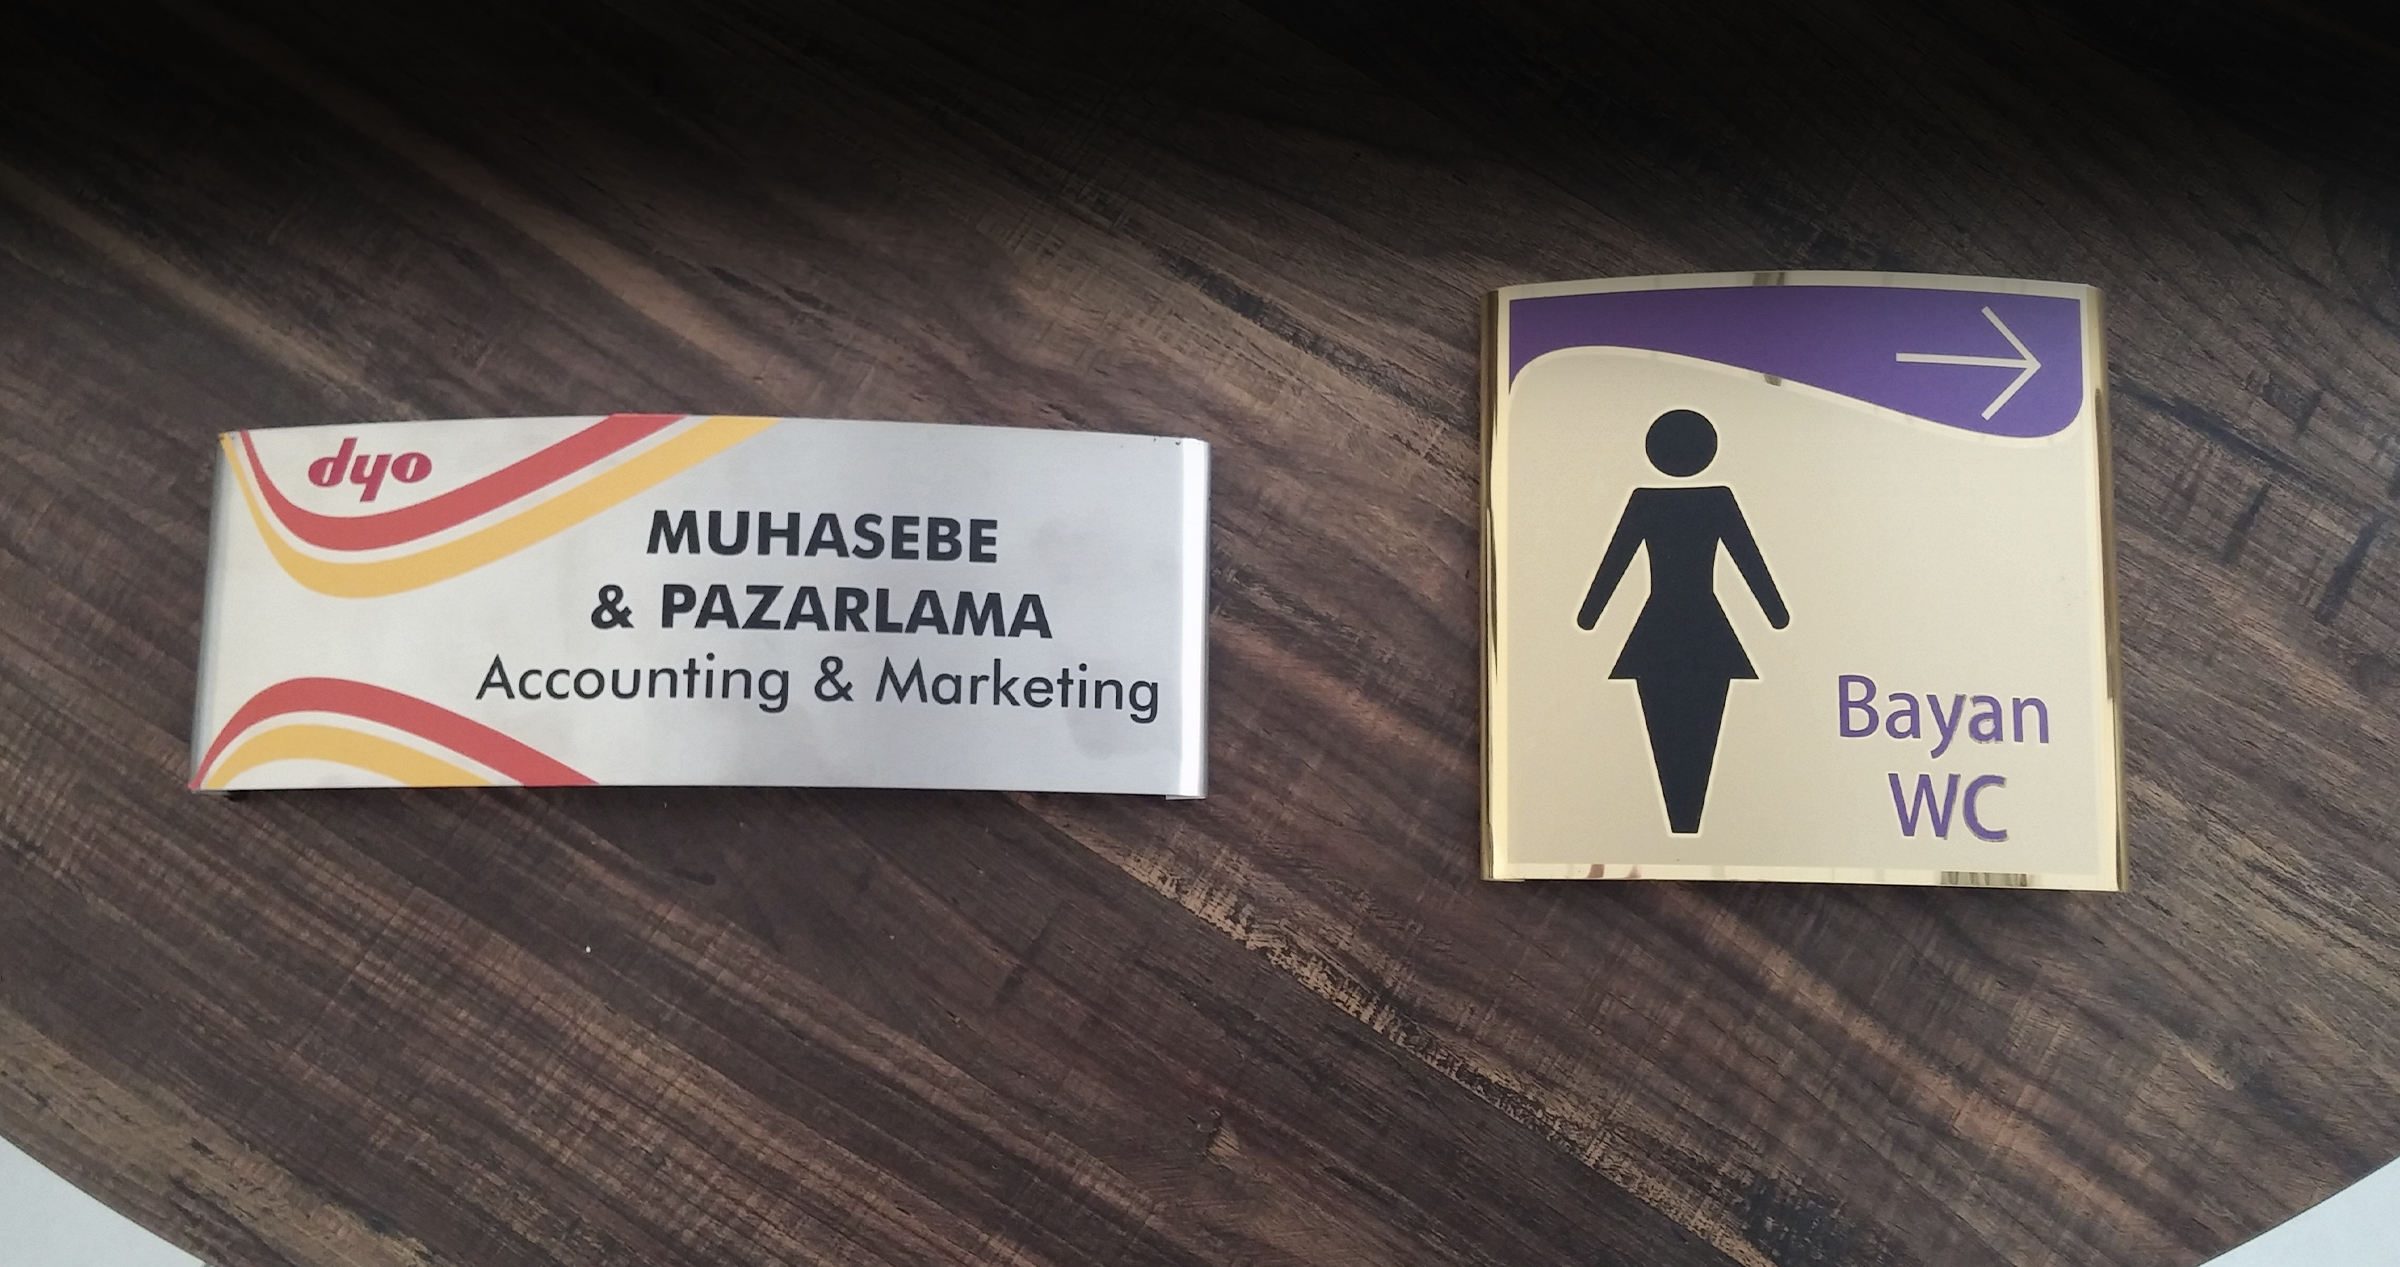 dyo
MUHASEBE
& PAZARLAMA
Accounting & Marketing
Bayan
WC